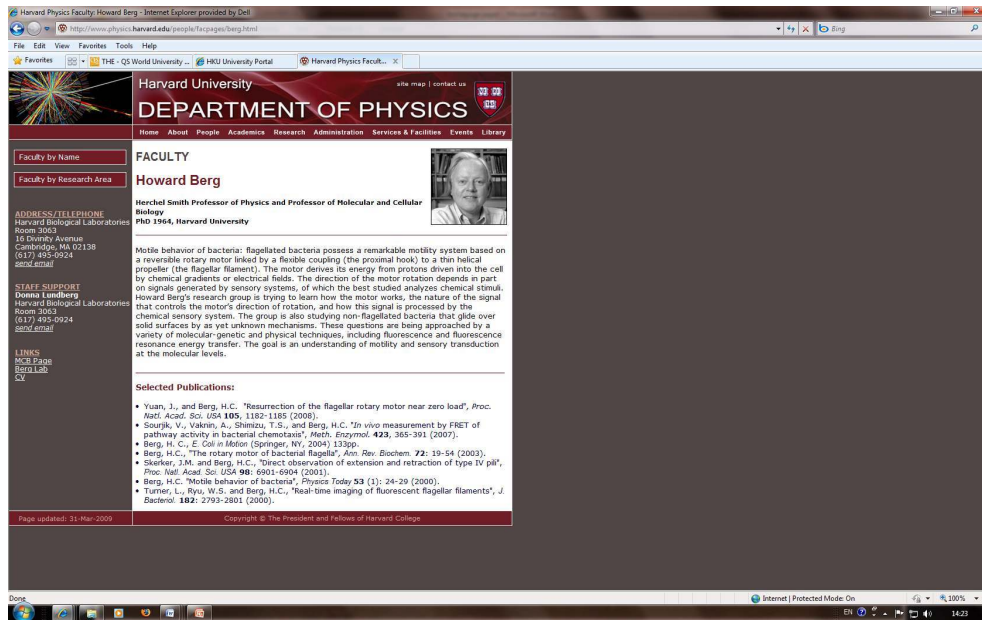 Harvard Physics Faculty: Howard Berg - Internet Explorer provided by Dell
http://www.physics.harvard.edu/people/facpages/berg.html
Bing
File Edit View Favorites Tools Help
Favorites
THE - QS World University ...
HKU University Portal
Harvard Physics Facult...
Harvard University
site map | contact us
DEPARTMENT OF PHYSICS
Home About People Academics Research Administration Services & Facilities Events Library
Faculty by Name
Faculty by Research Area
ADDRESS/TELEPHONE
Harvard Biological Laboratories
Room 3063
16 Divinity Avenue
Cambridge, MA 02138
(617) 495-0924
send email
STAFF SUPPORT
Donna Lundberg
Harvard Biological Laboratories
Room 3063
(617) 495-0924
send email
LINKS
MCB Page
Berg Lab
CV
FACULTY
Howard Berg
Herchel Smith Professor of Physics and Professor of Molecular and Cellular
Biology
PhD 1964, Harvard University
Motile behavior of bacteria: flagellated bacteria possess a remarkable motility system based on
a reversible rotary motor linked by a flexible coupling (the proximal hook) to a thin helical
propeller (the flagellar filament). The motor derives its energy from protons driven into the cell
by chemical gradients or electrical fields. The direction of the motor rotation depends in part
on signals generated by sensory systems, of which the best studied analyzes chemical stimuli.
Howard Berg's research group is trying to learn how the motor works, the nature of the signal
that controls the motor's direction of rotation, and how this signal is processed by the
chemical sensory system. The group is also studying non-flagellated bacteria that glide over
solid surfaces by as yet unknown mechanisms. These questions are being approached by a
variety of molecular-genetic and physical techniques, including fluorescence and fluorescence
resonance energy transfer. The goal is an understanding of motility and sensory transduction
at the molecular levels.
Selected Publications:
• Yuan, J., and Berg, H.C. "Resurrection of the flagellar rotary motor near zero load", Proc.
Natl. Acad. Sci. USA 105, 1182-1185 (2008).
• Sourjik, V., Vaknin, A., Shimizu, T.S., and Berg, H.C. "In vivo measurement by FRET of
pathway activity in bacterial chemotaxis", Meth. Enzymol. 423, 365-391 (2007).
• Berg, H. C., E. Coli in Motion (Springer, NY, 2004) 133pp.
• Berg, H.C., "The rotary motor of bacterial flagella", Ann. Rev. Biochem. 72: 19-54 (2003).
• Skerker, J.M. and Berg, H.C., "Direct observation of extension and retraction of type IV pili",
Proc. Natl. Acad. Sci. USA 98: 6901-6904 (2001).
• Berg, H.C. "Motile behavior of bacteria", Physics Today 53 (1): 24-29 (2000).
• Turner, L., Ryu, W.S. and Berg, H.C., "Real-time imaging of fluorescent flagellar filaments", J.
Bacteriol. 182: 2793-2801 (2000).
Page updated: 31-Mar-2009
Copyright © The President and Fellows of Harvard College
Done
Internet | Protected Mode: On
100%
EN
14:23